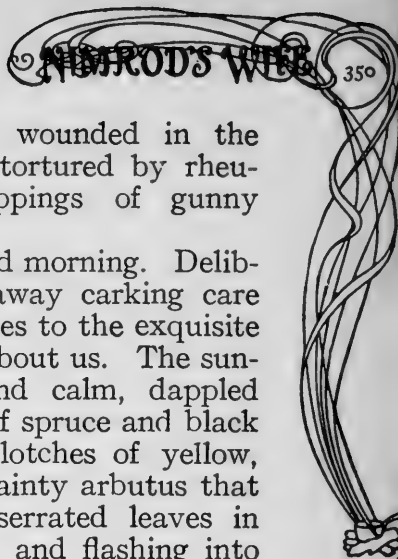 NIMROD'S WIFE 350
wounded in the
tortured by rheu-
ppings of gunny
d morning. Delib-
away carking care
es to the exquisite
bout us. The sun-
nd calm, dappled
f spruce and black
lotches of yellow,
ainty arbutus that
serrated leaves in
and flashing into